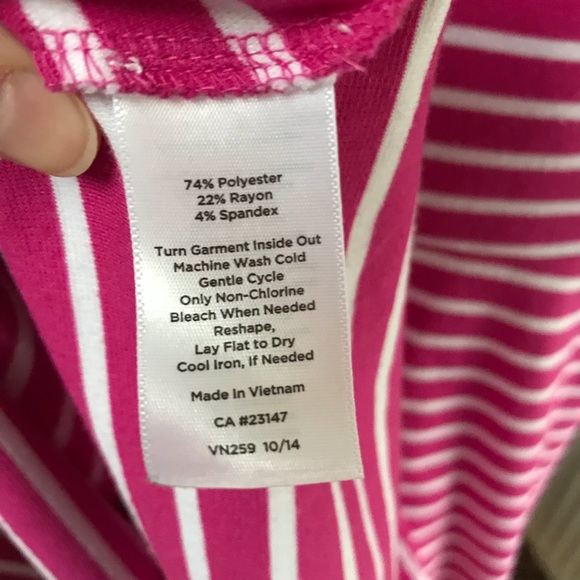 74% Polyester
22% Rayon
4% Spandex
Turn Garment Inside Out
Machine Wash Cold
Gentle Cycle
Only Non-Chlorine
Bleach When Needed
Reshape,
Lay Flat to Dry
Cool Iron, If Needed
Made In Vietnam
CA #23147
VN259 10/14